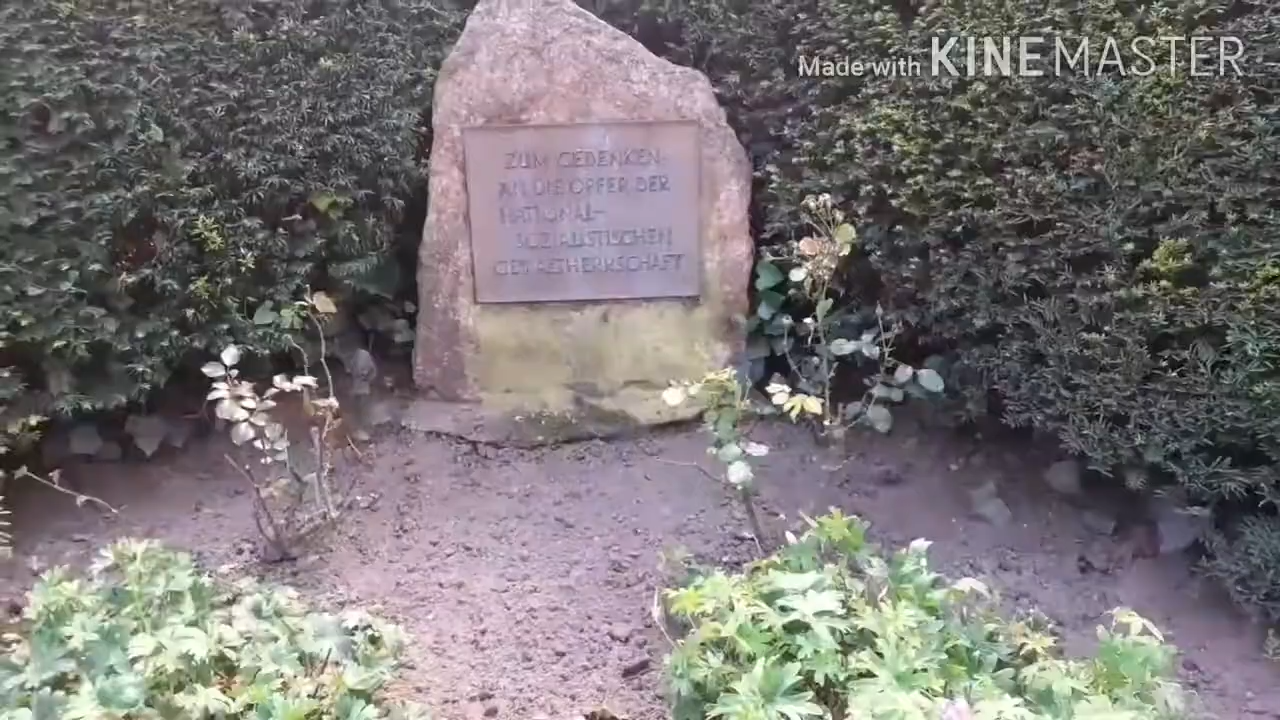 Made with KINEMASTER
ZUM GEDENKEN
AN DIE OPFER DER
NATIONAL-
SOZIALISTISCHEN
GEWALTHERRSCHAFT